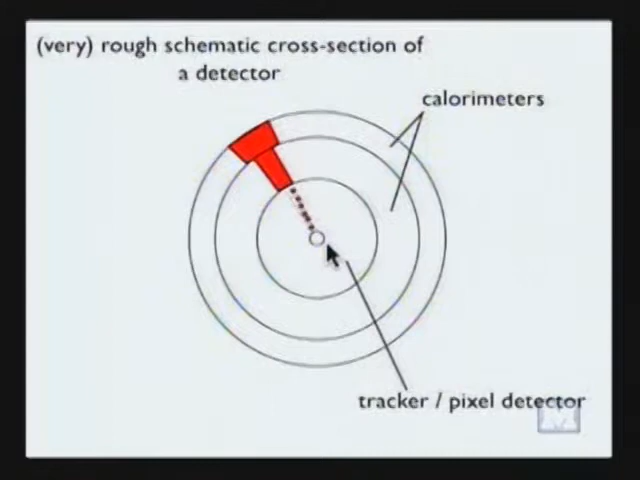 (very) rough schematic cross-section of
a detector
calorimeters
tracker / pixel detector
M